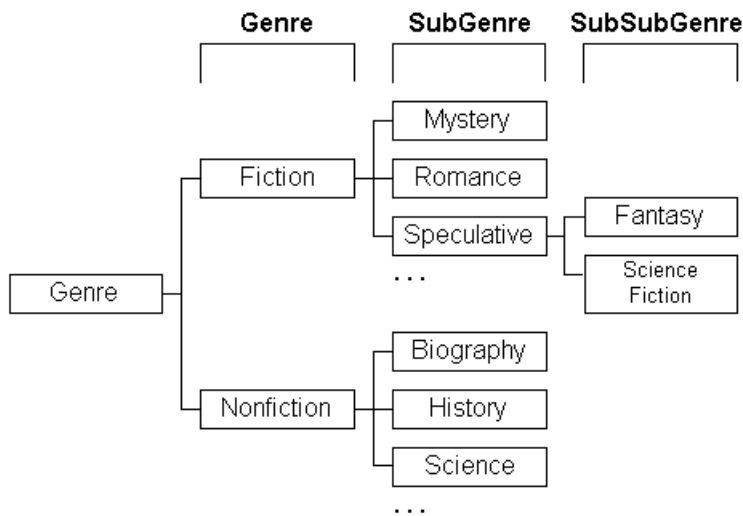 Genre SubGenre SubSubGenre
Mystery
Fiction Romance
Speculative Fantasy
...
Genre Science
Fiction
Biography
Nonfiction History
Science
...